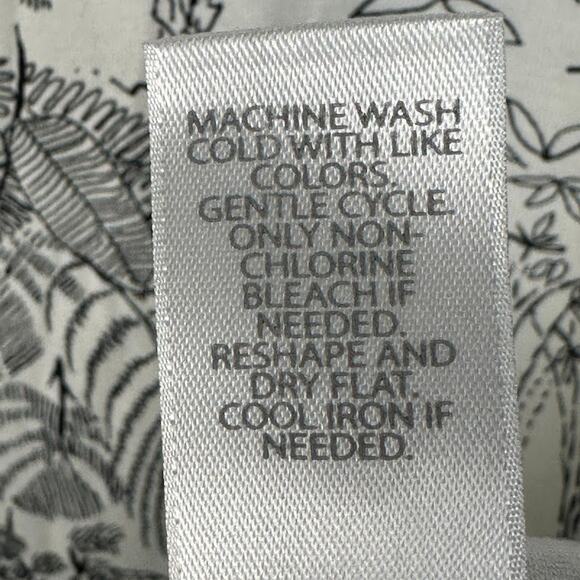 MACHINE WASH
COLD WITH LIKE
COLORS.
GENTLE CYCLE.
ONLY NON-
CHLORINE
BLEACH IF
NEEDED.
RESHAPE AND
DRY FLAT.
COOL IRON IF
NEEDED.